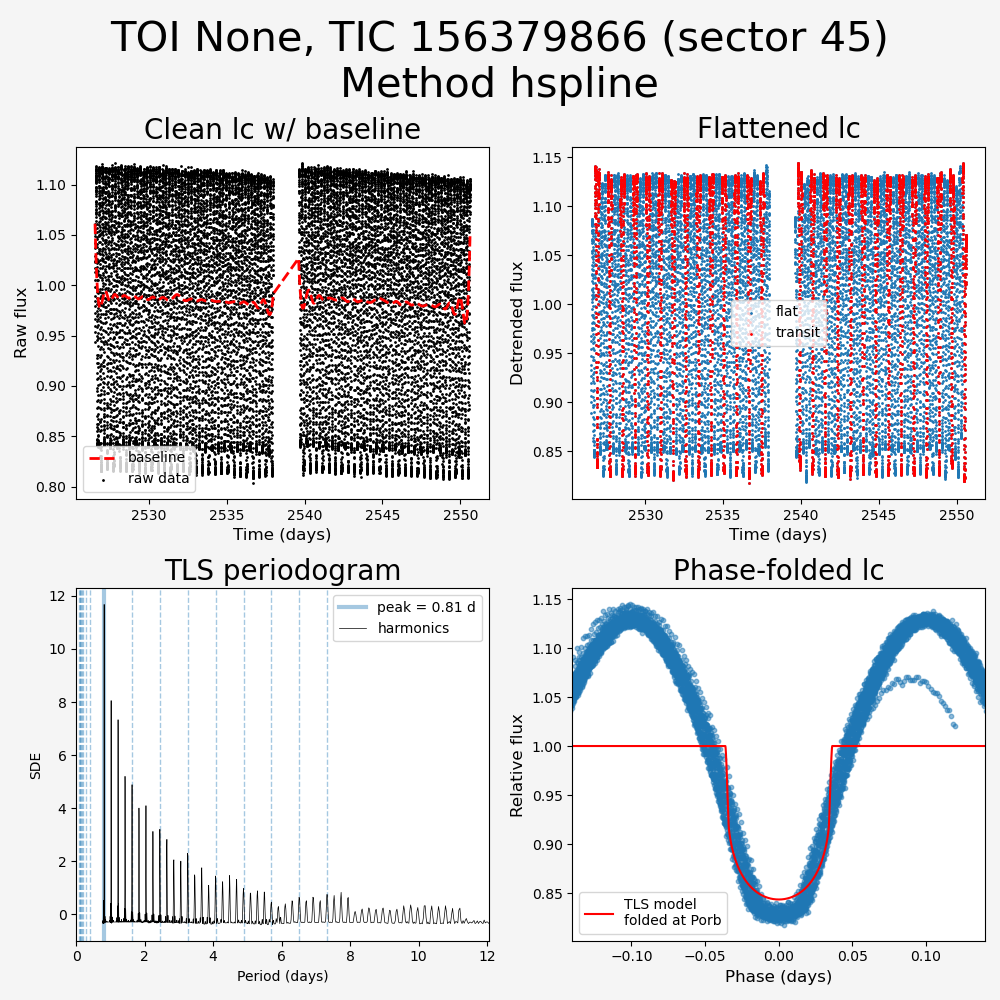 TOI None, TIC 156379866 (sector 45)
Method hspline
Clean lc w/ baseline
Raw flux
1.10
1.05
1.00
0.95
0.90
0.85
0.80
baseline
raw data
2530
2535
2540
2545
2550
Time (days)
Flattened lc
Detrended flux
1.15
1.10
1.05
1.00
0.95
0.90
0.85
flat
transit
2530
2535
2540
2545
2550
Time (days)
TLS periodogram
SDE
12
10
8
6
4
2
0
peak = 0.81 d
harmonics
0
2
4
6
8
10
12
Period (days)
Phase-folded lc
Relative flux
1.15
1.10
1.05
1.00
0.95
0.90
0.85
TLS model
folded at Porb
−0.10
−0.05
0.00
0.05
0.10
Phase (days)